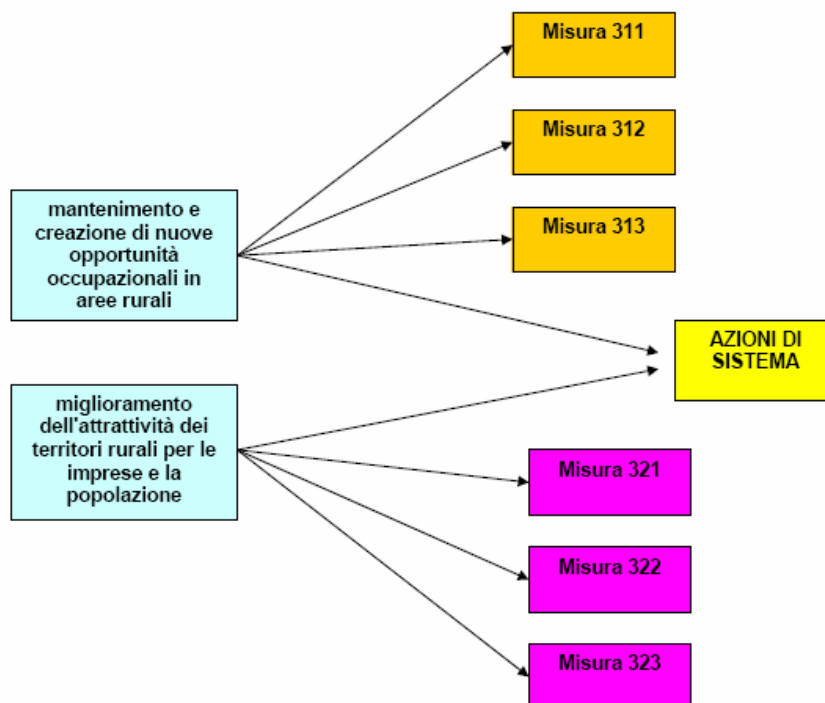 Misura 311
Misura 312
Misura 313
mantenimento e
creazione di nuove
opportunità
occupazionali in
aree rurali
AZIONI DI
SISTEMA
miglioramento
dell'attrattività dei
territori rurali per le
imprese e la
popolazione
Misura 321
Misura 322
Misura 323